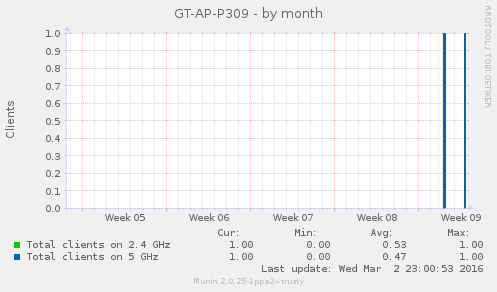 GT-AP-P309 - by month
RRDTOOL / TOBI OETIKER
Clients
1.0
0.9
0.8
0.7
0.6
0.5
0.4
0.3
0.2
0.1
0.0
Week 05 Week 06 Week 07 Week 08 Week 09
Cur: Min: Avg: Max:
Total clients on 2.4 GHz 1.00 0.00 0.53 1.00
Total clients on 5 GHz 1.00 0.00 0.47 1.00
Last update: Wed Mar 2 23:00:53 2016
Munin 2.0.25-1ppa2~trusty